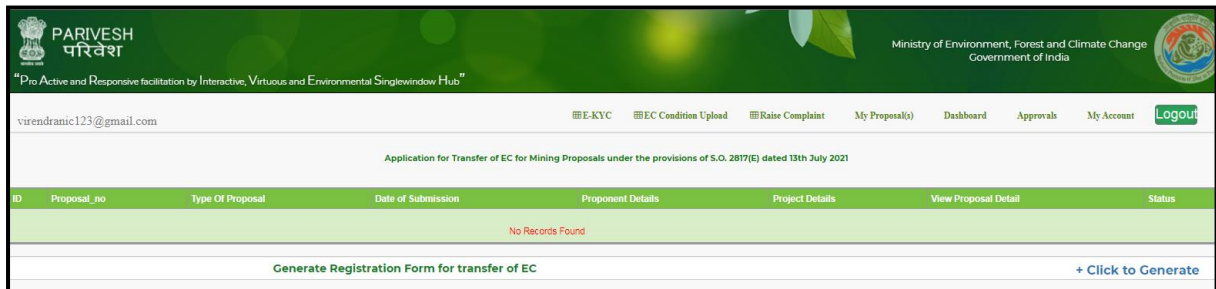 PARIVESH
परिवेश
Ministry of Environment, Forest and Climate Change
Government of India
“Pro Active and Responsive facilitation by Interactive, Virtuous and Environmental Singlewindow Hub”
virendranic123@gmail.com E-KYC EC Condition Upload Raise Complaint My Proposal(s) Dashboard Approvals My Account Logout
Application for Transfer of EC for Mining Proposals under the provisions of S.O. 2817(E) dated 13th July 2021
ID Proposal_no Type Of Proposal Date of Submission Proponent Details Project Details View Proposal Detail Status
No Records Found
Generate Registration Form for transfer of EC + Click to Generate